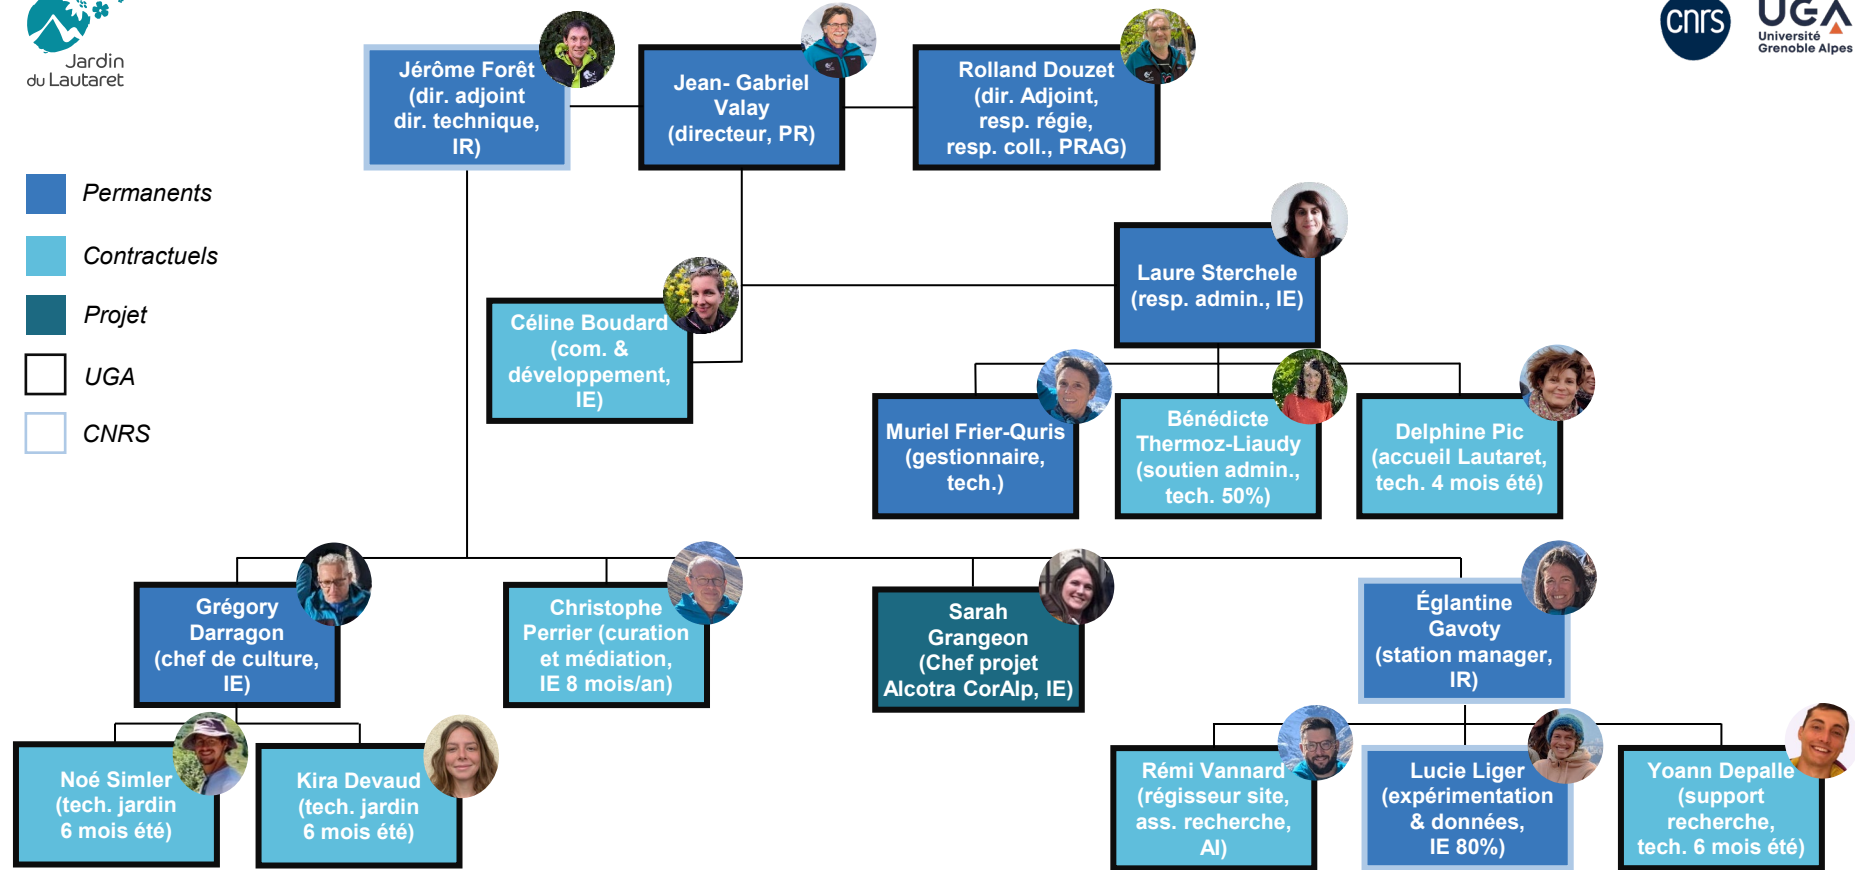 Jardin
du Lautaret
cnrs
UGA
Université
Grenoble Alpes
Jérôme Forêt
(dir. adjoint
dir. technique,
IR)
Jean- Gabriel
Valay
(directeur, PR)
Rolland Douzet
(dir. Adjoint,
resp. régie,
resp. coll., PRAG)
Permanents
Contractuels
Projet
UGA
CNRS
Laure Sterchele
(resp. admin., IE)
Céline Boudard
(com. &
développement,
IE)
Muriel Frier-Quris
(gestionnaire,
tech.)
Bénédicte
Thermoz-Liaudy
(soutien admin.,
tech. 50%)
Delphine Pic
(accueil Lautaret,
tech. 4 mois été)
Grégory
Darragon
(chef de culture,
IE)
Christophe
Perrier (curation
et médiation,
IE 8 mois/an)
Sarah
Grangeon
(Chef projet
Alcotra CorAlp, IE)
Églantine
Gavoty
(station manager,
IR)
Noé Simler
(tech. jardin
6 mois été)
Kira Devaud
(tech. jardin
6 mois été)
Rémi Vannard
(régisseur site,
ass. recherche,
AI)
Lucie Liger
(expérimentation
& données,
IE 80%)
Yoann Depalle
(support
recherche,
tech. 6 mois été)